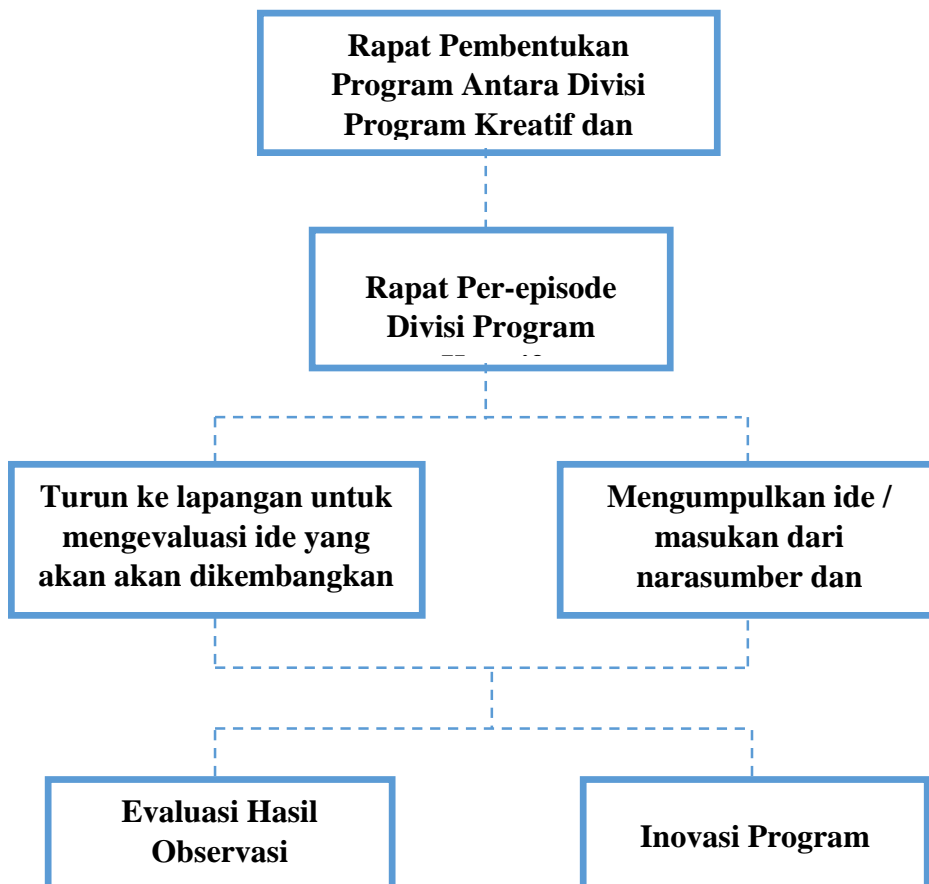 Rapat Pembentukan
Program Antara Divisi
Program Kreatif dan
Rapat Per-episode
Divisi Program
Turun ke lapangan untuk
mengevaluasi ide yang
akan akan dikembangkan
Mengumpulkan ide /
masukan dari
narasumber dan
Evaluasi Hasil
Observasi
Inovasi Program